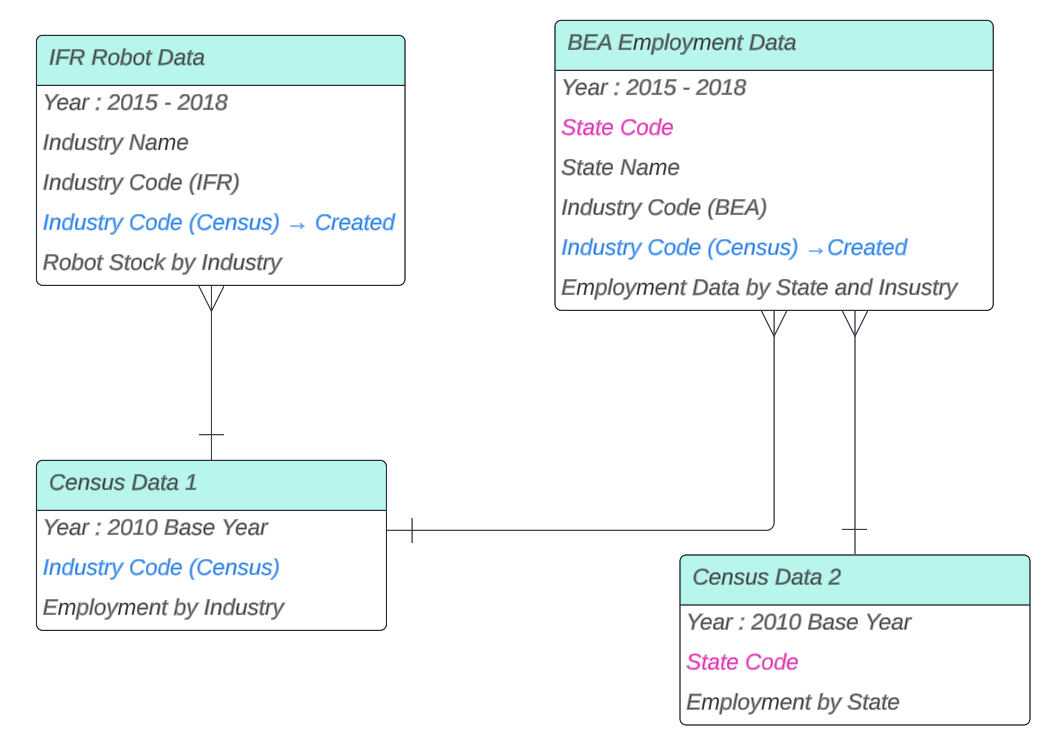 IFR Robot Data
Year : 2015 - 2018
Industry Name
Industry Code (IFR)
Industry Code (Census) → Created
Robot Stock by Industry
BEA Employment Data
Year : 2015 - 2018
State Code
State Name
Industry Code (BEA)
Industry Code (Census) →Created
Employment Data by State and Insustry
Census Data 1
Year : 2010 Base Year
Industry Code (Census)
Employment by Industry
Census Data 2
Year : 2010 Base Year
State Code
Employment by State